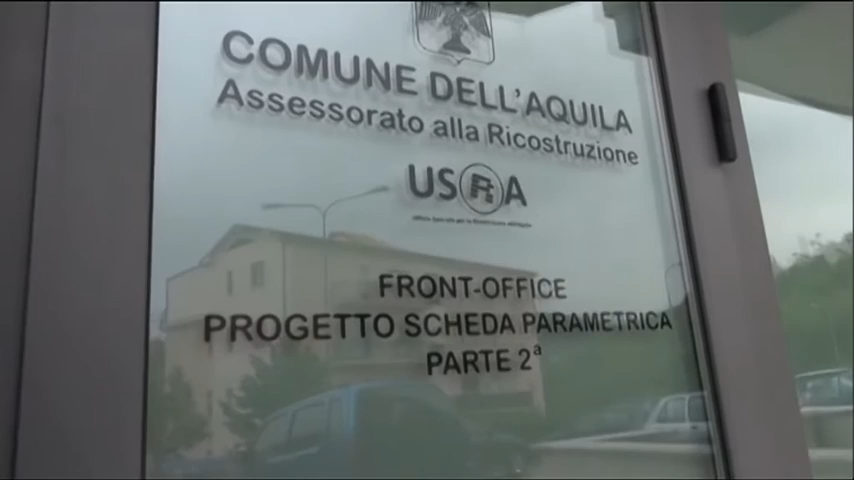 COMUNE DELL'AQUILA
Assessorato alla Ricostruzione
USRA
FRONT-OFFICE
PROGETTO SCHEDA PARAMETRICA
PARTE 2ª